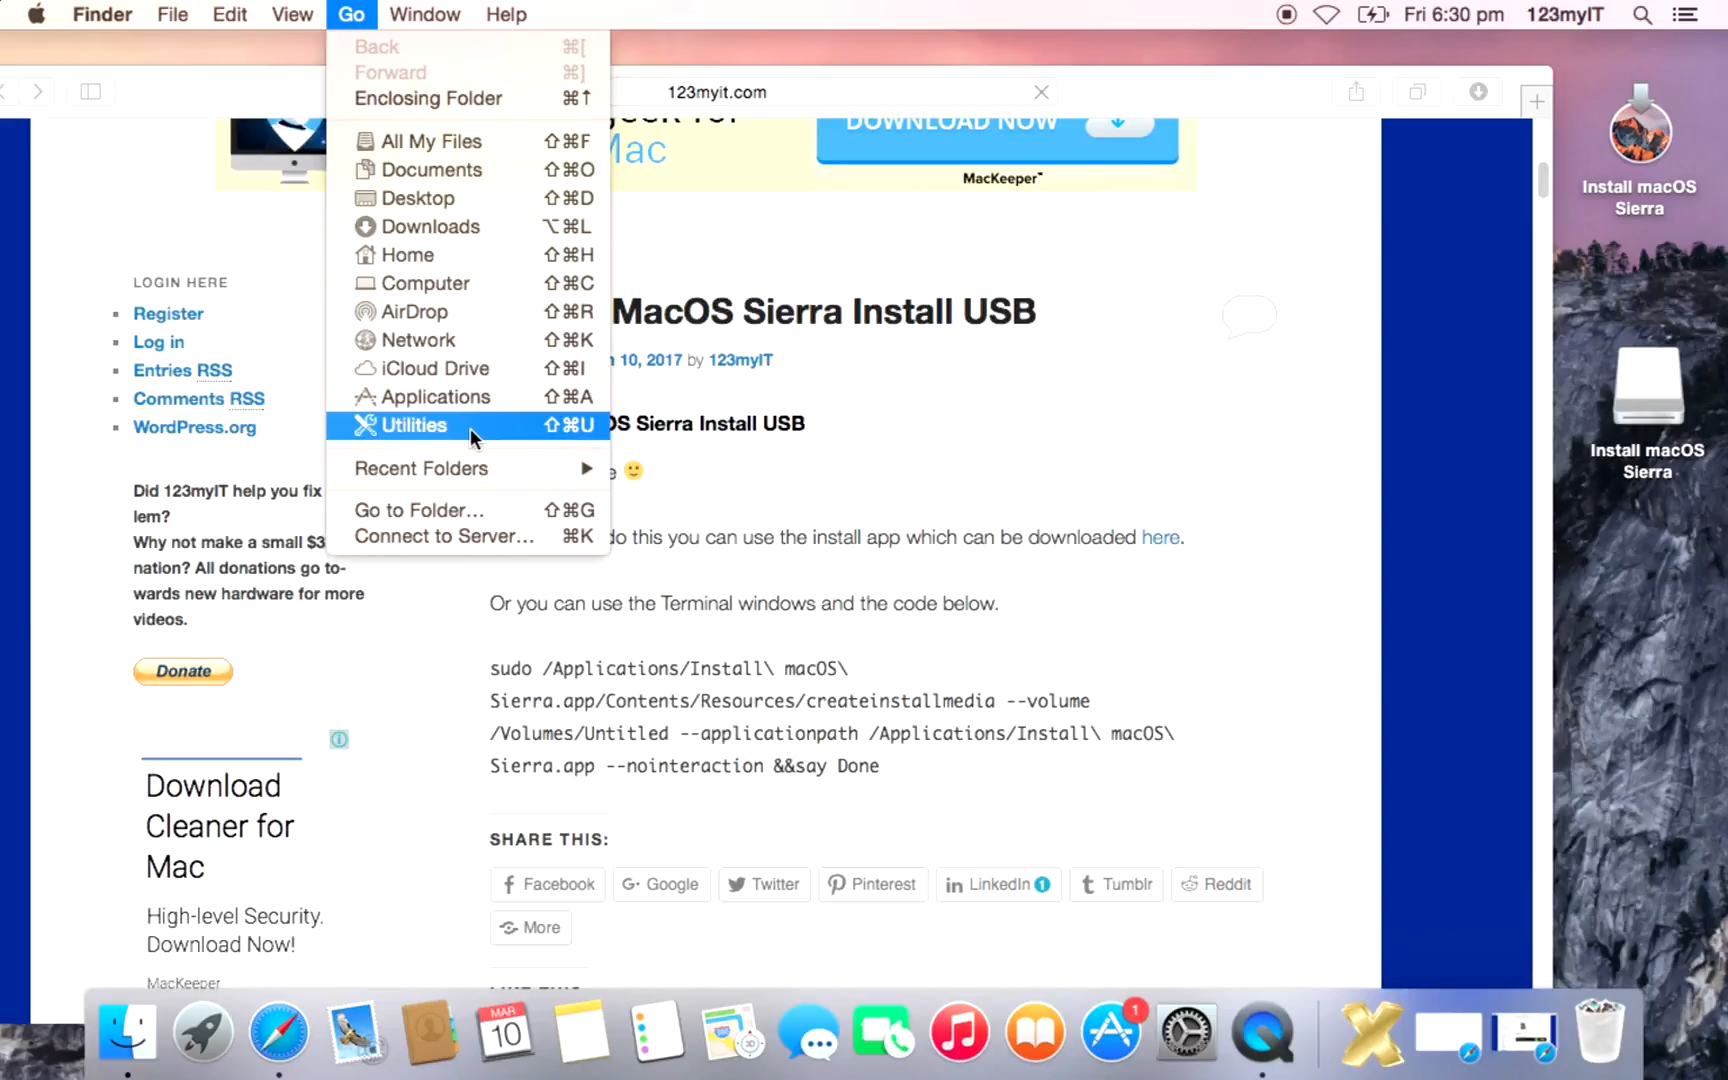 Finder File Edit View Go Window Help Fri 6:30 pm 123myIT
Back ⌘[
Forward ⌘]
Enclosing Folder ⌘↑
All My Files ⇧⌘F
Documents ⇧⌘O
Desktop ⇧⌘D
Downloads ⌥⌘L
Home ⇧⌘H
Computer ⇧⌘C
AirDrop ⇧⌘R
Network ⇧⌘K
iCloud Drive ⇧⌘I
Applications ⇧⌘A
Utilities ⇧⌘U
Recent Folders ▶
Go to Folder... ⇧⌘G
Connect to Server... ⌘K
123myit.com
Mac
DOWNLOAD NOW
MacKeeper™
LOGIN HERE
Register
Log in
Entries RSS
Comments RSS
WordPress.org
Did 123myIT help you fix
lem?
Why not make a small $3
nation? All donations go to-
wards new hardware for more
videos.
Donate
Download
Cleaner for
Mac
High-level Security.
Download Now!
MacKeeper
MacOS Sierra Install USB
10, 2017 by 123myIT
OS Sierra Install USB
e 🙂
do this you can use the install app which can be downloaded here.
Or you can use the Terminal windows and the code below.
sudo /Applications/Install\ macOS\
Sierra.app/Contents/Resources/createinstallmedia --volume
/Volumes/Untitled --applicationpath /Applications/Install\ macOS\
Sierra.app --nointeraction &&say Done
SHARE THIS:
Facebook Google Twitter Pinterest LinkedIn 1 Tumblr Reddit
More
Install macOS
Sierra
Install macOS
Sierra
MAR
10
3D
1